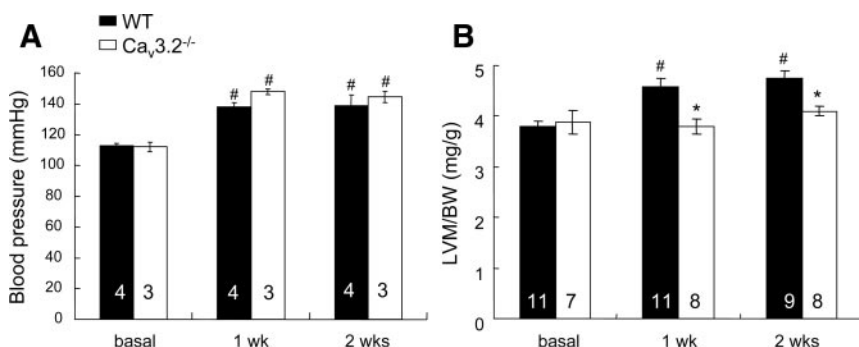 A
WT
Caᵥ3.2⁻/⁻
Blood pressure (mmHg)
160
140
120
100
80
60
40
20
0
# # # #
4 3 4 3 4 3
basal 1 wk 2 wks
B
LVM/BW (mg/g)
5
4
3
2
1
0
# * # *
11 7 11 8 9 8
basal 1 wk 2 wks